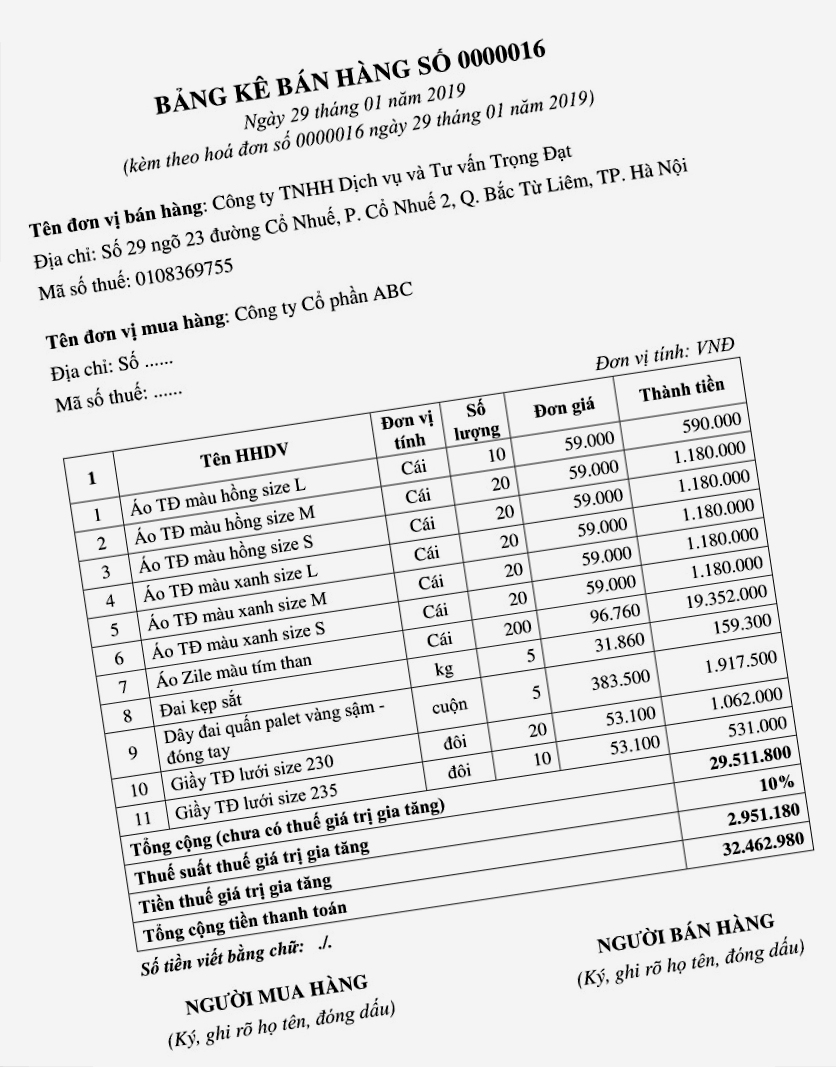 BẢNG KÊ BÁN HÀNG SỐ 0000016
Ngày 29 tháng 01 năm 2019
(kèm theo hoá đơn số 0000016 ngày 29 tháng 01 năm 2019)
Tên đơn vị bán hàng: Công ty TNHH Dịch vụ và Tư vấn Trọng Đạt
Địa chỉ: Số 29 ngõ 23 đường Cổ Nhuế, P. Cổ Nhuế 2, Q. Bắc Từ Liêm, TP. Hà Nội
Mã số thuế: 0108369755
Tên đơn vị mua hàng: Công ty Cổ phần ABC
Địa chỉ: Số ......
Mã số thuế: ......
Đơn vị tính: VNĐ
1 Tên HHDV Đơn vị tính Số lượng Đơn giá Thành tiền
1 Áo TĐ màu hồng size L Cái 10 59.000 590.000
2 Áo TĐ màu hồng size M Cái 20 59.000 1.180.000
3 Áo TĐ màu hồng size S Cái 20 59.000 1.180.000
4 Áo TĐ màu xanh size L Cái 20 59.000 1.180.000
5 Áo TĐ màu xanh size M Cái 20 59.000 1.180.000
6 Áo TĐ màu xanh size S Cái 20 59.000 1.180.000
7 Áo Zile màu tím than Cái 200 96.760 19.352.000
8 Đai kẹp sắt kg 5 31.860 159.300
9 Dây đai quấn palet vàng sậm - đóng tay cuộn 5 383.500 1.917.500
10 Giầy TĐ lưới size 230 đôi 20 53.100 1.062.000
11 Giầy TĐ lưới size 235 đôi 10 53.100 531.000
Tổng cộng (chưa có thuế giá trị gia tăng) 29.511.800
Thuế suất thuế giá trị gia tăng 10%
Tiền thuế giá trị gia tăng 2.951.180
Tổng cộng tiền thanh toán 32.462.980
Số tiền viết bằng chữ: ./.
NGƯỜI MUA HÀNG NGƯỜI BÁN HÀNG
(Ký, ghi rõ họ tên, đóng dấu) (Ký, ghi rõ họ tên, đóng dấu)